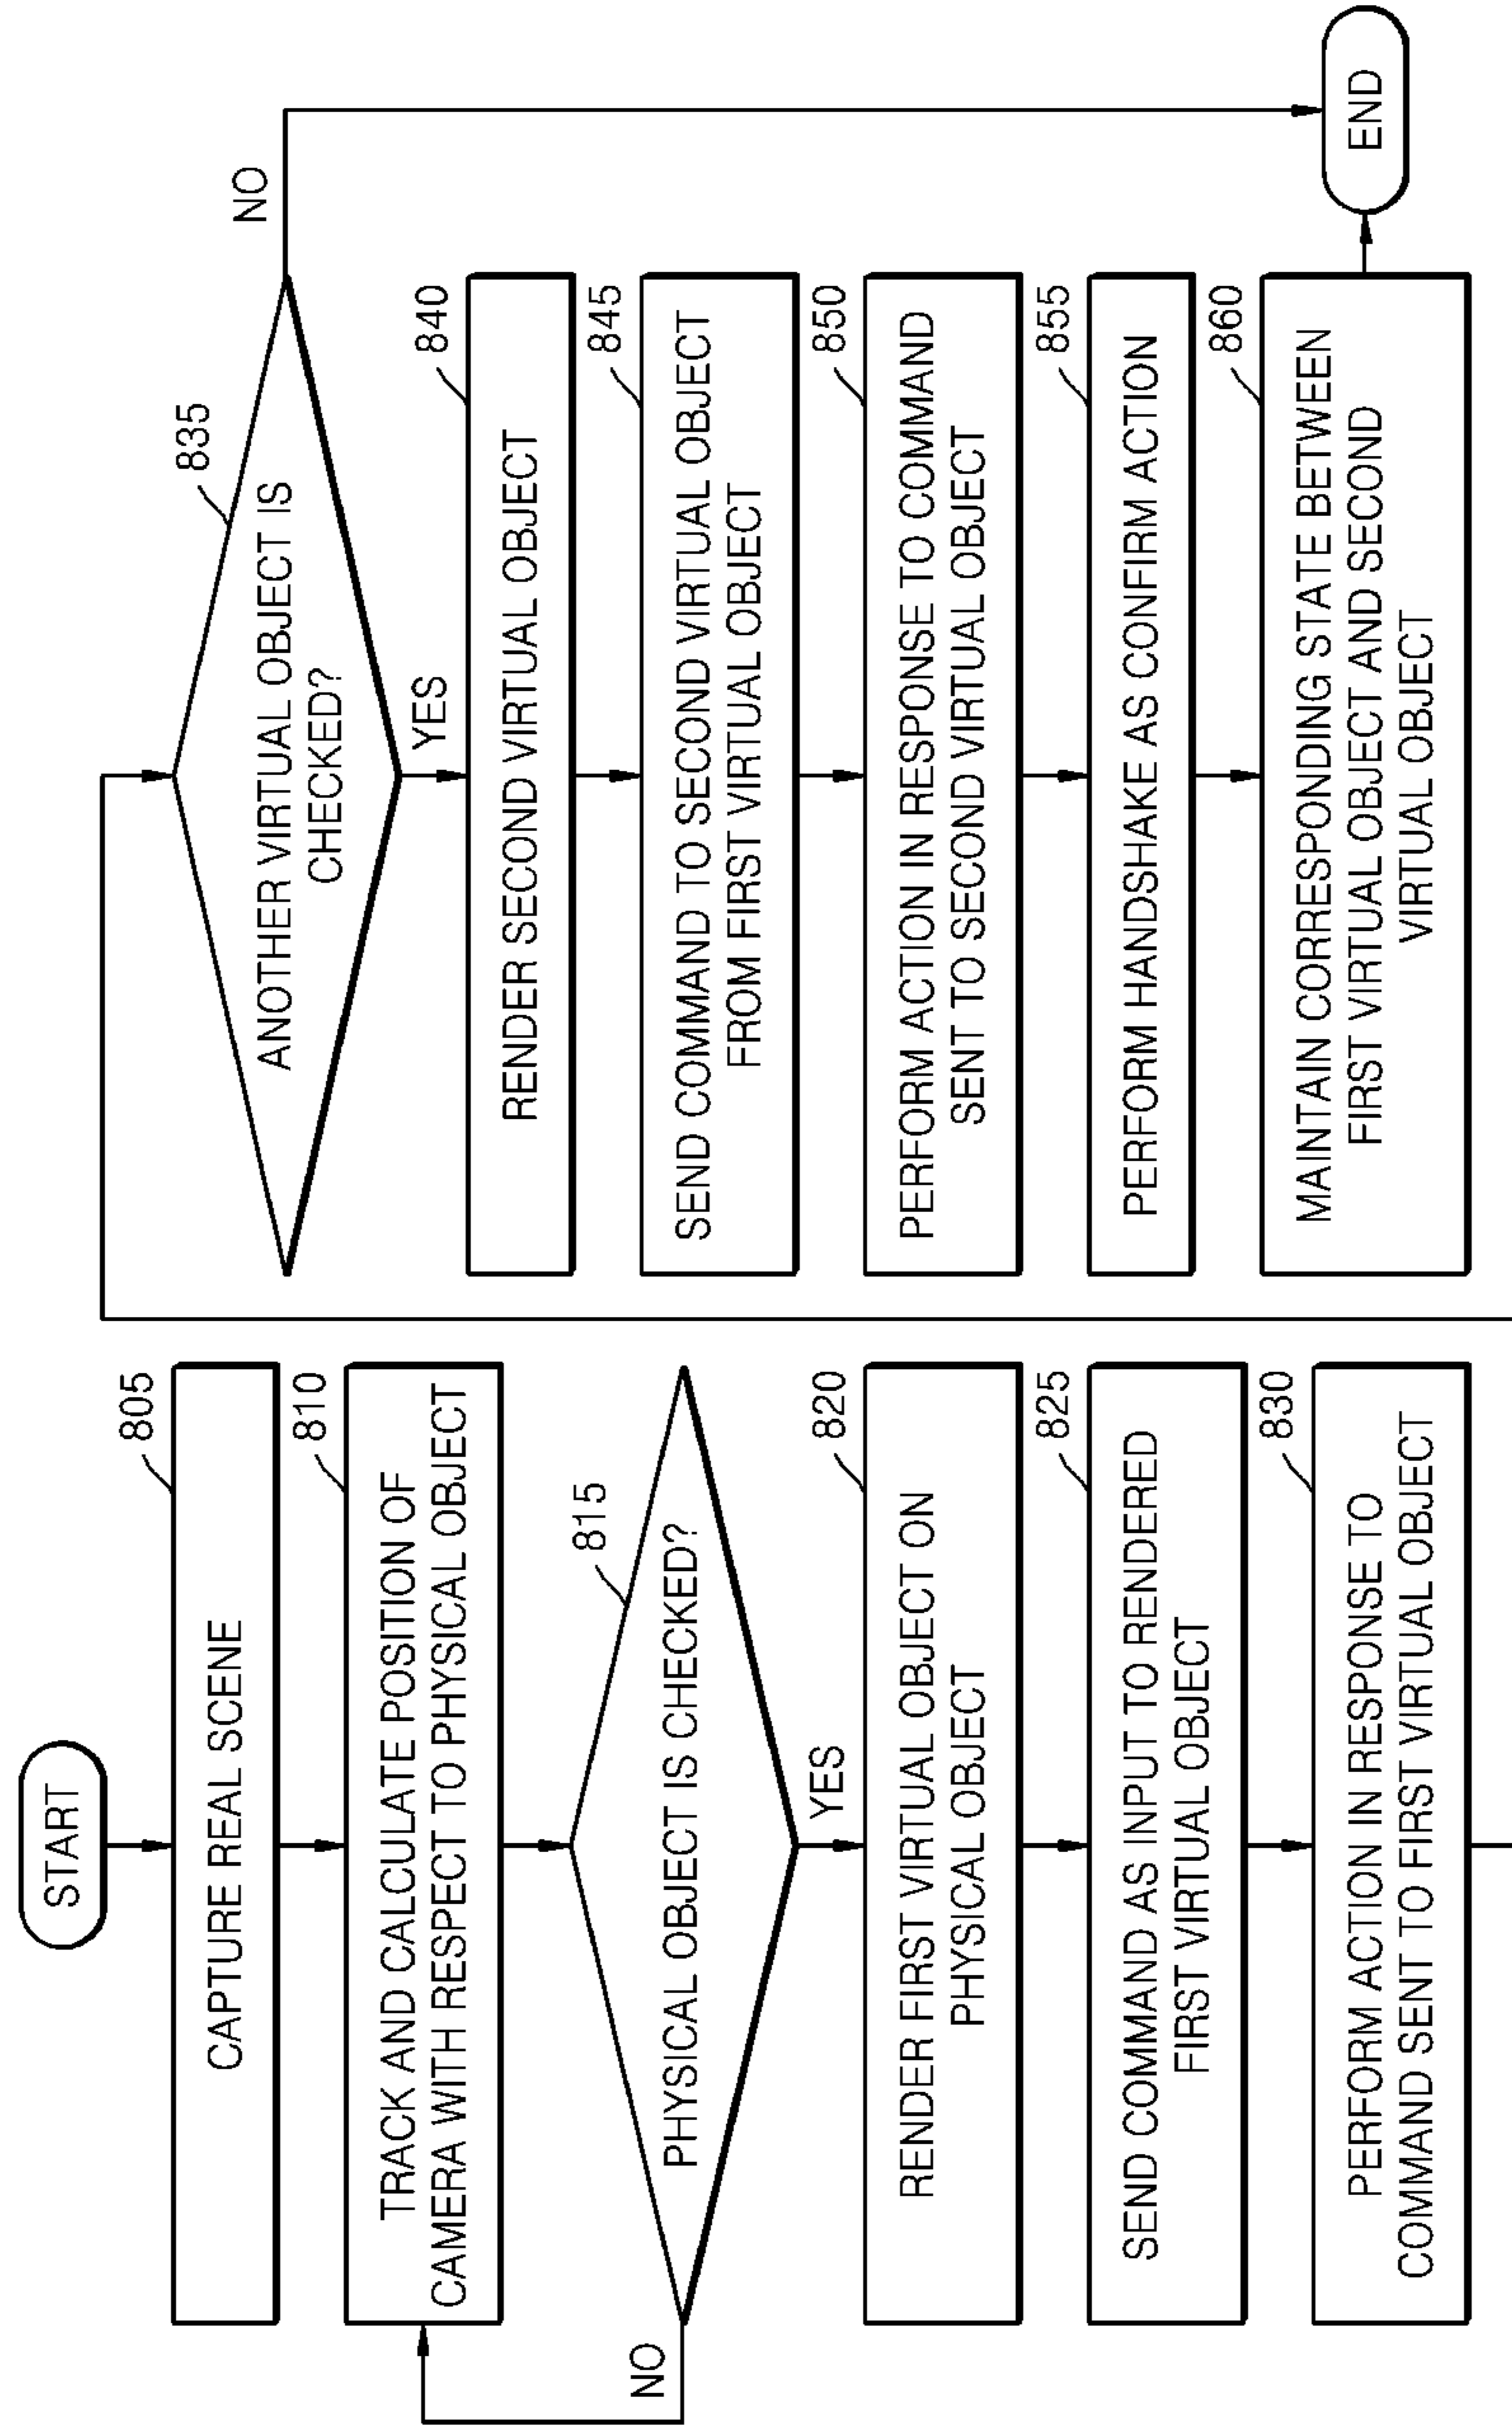 START
805
CAPTURE REAL SCENE
810
TRACK AND CALCULATE POSITION OF
CAMERA WITH RESPECT TO PHYSICAL OBJECT
815
PHYSICAL OBJECT IS CHECKED?
NO
YES
820
RENDER FIRST VIRTUAL OBJECT ON
PHYSICAL OBJECT
825
SEND COMMAND AS INPUT TO RENDERED
FIRST VIRTUAL OBJECT
830
PERFORM ACTION IN RESPONSE TO
COMMAND SENT TO FIRST VIRTUAL OBJECT
835
ANOTHER VIRTUAL OBJECT IS
CHECKED?
NO
YES
840
RENDER SECOND VIRTUAL OBJECT
845
SEND COMMAND TO SECOND VIRTUAL OBJECT
FROM FIRST VIRTUAL OBJECT
850
PERFORM ACTION IN RESPONSE TO COMMAND
SENT TO SECOND VIRTUAL OBJECT
855
PERFORM HANDSHAKE AS CONFIRM ACTION
860
MAINTAIN CORRESPONDING STATE BETWEEN
FIRST VIRTUAL OBJECT AND SECOND
VIRTUAL OBJECT
END